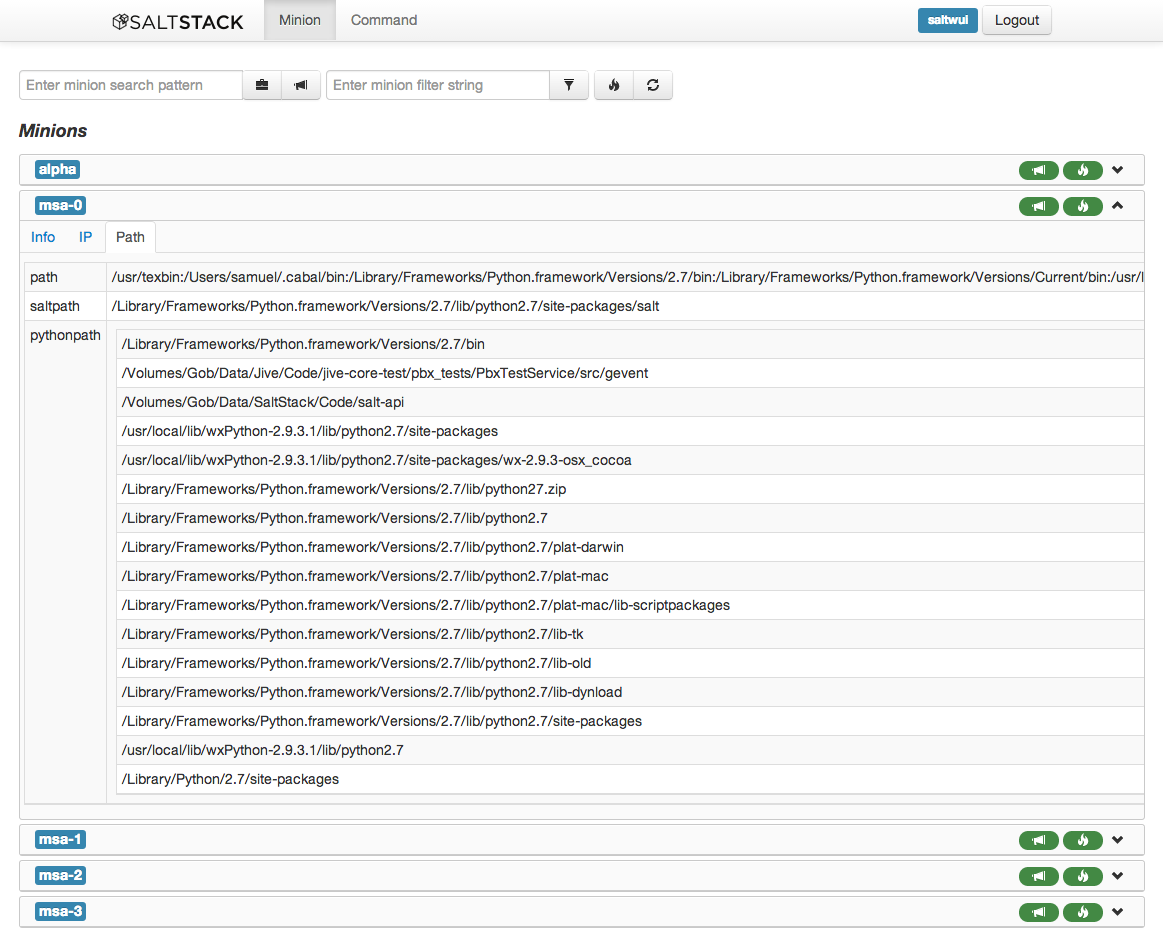 SALTSTACK Minion Command saltwui Logout
Enter minion search pattern Enter minion filter string
Minions
alpha
msa-0
Info IP Path
path /usr/texbin:/Users/samuel/.cabal/bin:/Library/Frameworks/Python.framework/Versions/2.7/bin:/Library/Frameworks/Python.framework/Versions/Current/bin:/usr/l
saltpath /Library/Frameworks/Python.framework/Versions/2.7/lib/python2.7/site-packages/salt
pythonpath
/Library/Frameworks/Python.framework/Versions/2.7/bin
/Volumes/Gob/Data/Jive/Code/jive-core-test/pbx_tests/PbxTestService/src/gevent
/Volumes/Gob/Data/SaltStack/Code/salt-api
/usr/local/lib/wxPython-2.9.3.1/lib/python2.7/site-packages
/usr/local/lib/wxPython-2.9.3.1/lib/python2.7/site-packages/wx-2.9.3-osx_cocoa
/Library/Frameworks/Python.framework/Versions/2.7/lib/python27.zip
/Library/Frameworks/Python.framework/Versions/2.7/lib/python2.7
/Library/Frameworks/Python.framework/Versions/2.7/lib/python2.7/plat-darwin
/Library/Frameworks/Python.framework/Versions/2.7/lib/python2.7/plat-mac
/Library/Frameworks/Python.framework/Versions/2.7/lib/python2.7/plat-mac/lib-scriptpackages
/Library/Frameworks/Python.framework/Versions/2.7/lib/python2.7/lib-tk
/Library/Frameworks/Python.framework/Versions/2.7/lib/python2.7/lib-old
/Library/Frameworks/Python.framework/Versions/2.7/lib/python2.7/lib-dynload
/Library/Frameworks/Python.framework/Versions/2.7/lib/python2.7/site-packages
/usr/local/lib/wxPython-2.9.3.1/lib/python2.7
/Library/Python/2.7/site-packages
msa-1
msa-2
msa-3